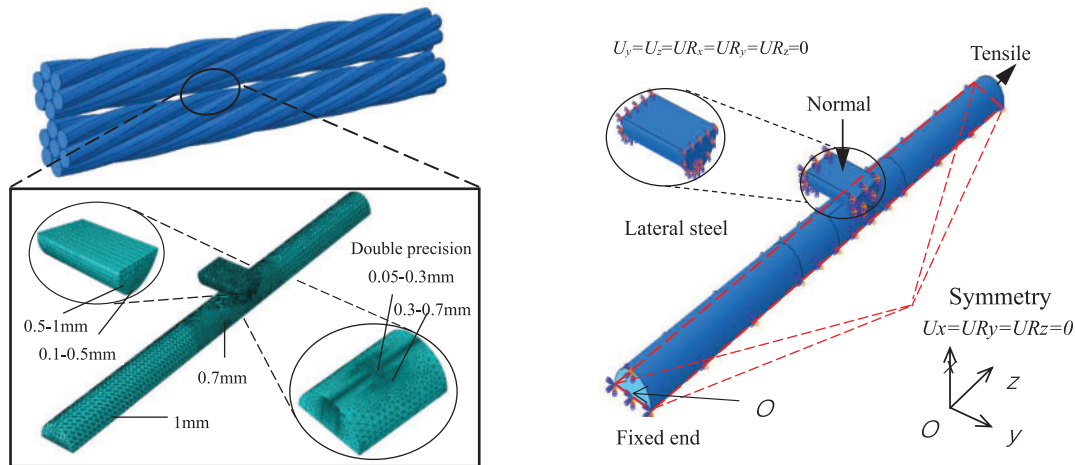 Double precision
0.05-0.3mm
0.3-0.7mm
0.5-1mm
0.1-0.5mm
0.7mm
1mm
Uy=Uz=URx=URy=URz=0
Tensile
Normal
Lateral steel
Symmetry
Ux=URy=URz=0
O
Fixed end
x
z
O
y